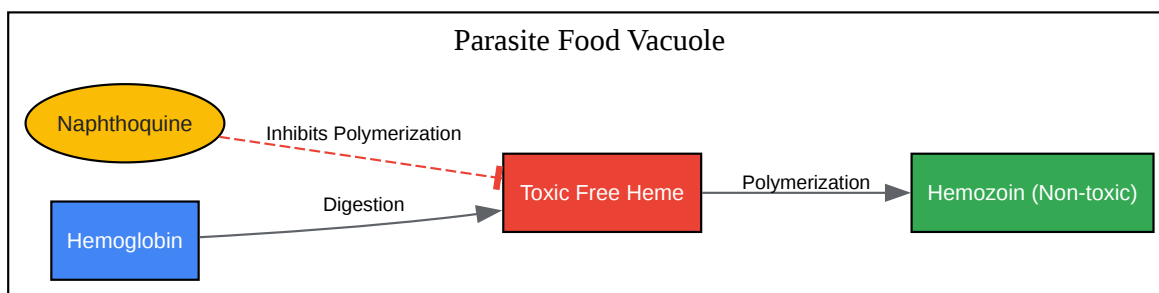 Parasite Food Vacuole
Naphthoquine
Inhibits Polymerization
Toxic Free Heme
Polymerization
Hemozoin (Non-toxic)
Digestion
Hemoglobin